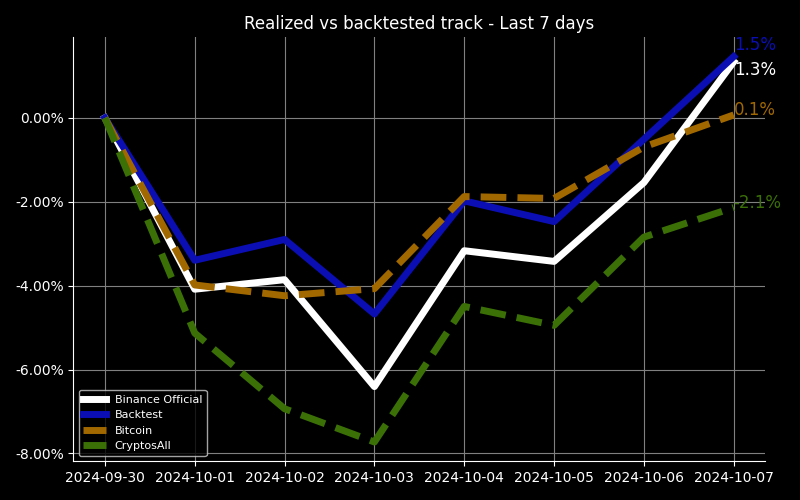 Realized vs backtested track - Last 7 days
1.5%
1.3%
0.1%
-2.1%
0.00%
-2.00%
-4.00%
-6.00%
-8.00%
Binance Official
Backtest
Bitcoin
CryptosAll
2024-09-30 2024-10-01 2024-10-02 2024-10-03 2024-10-04 2024-10-05 2024-10-06 2024-10-07